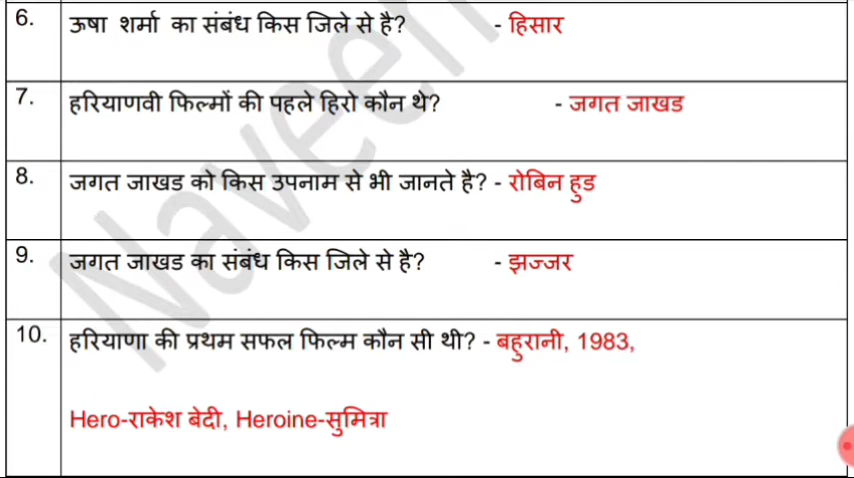 6. ऊषा शर्मा का संबंध किस जिले से है? - हिसार
7. हरियाणवी फिल्मों की पहले हिरो कौन थे? - जगत जाखड
8. जगत जाखड को किस उपनाम से भी जानते है? - रोबिन हुड
9. जगत जाखड का संबंध किस जिले से है? - झज्जर
10. हरियाणा की प्रथम सफल फिल्म कौन सी थी? - बहुरानी, 1983,
Hero-राकेश बेदी, Heroine-सुमित्रा
Naveen